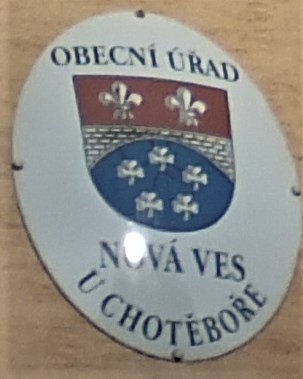 OBECNÍ ÚŘAD
NOVÁ VES
U CHOTĚBOŘE